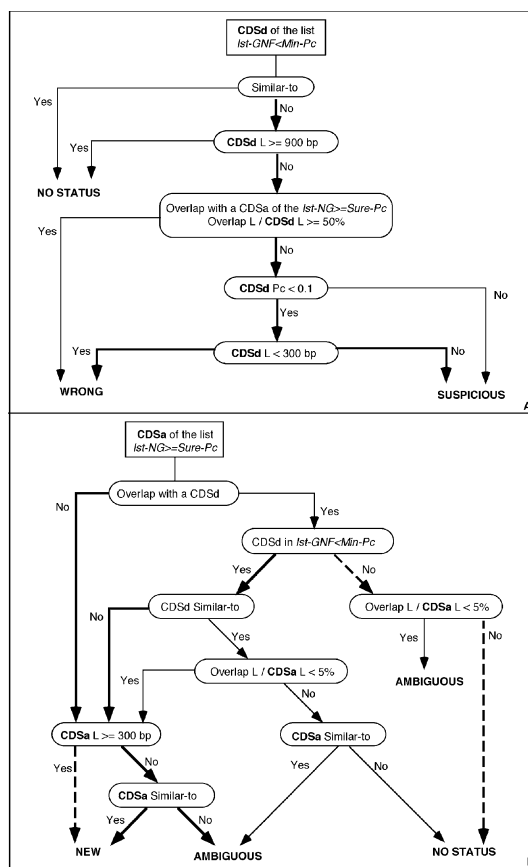 CDSd of the list
lst-GNF<Min-Pc
Similar-to
Yes
No
CDSd L >= 900 bp
Yes
No
NO STATUS
Overlap with a CDSa of the lst-NG>=Sure-Pc
Overlap L / CDSd L >= 50%
Yes
No
CDSd Pc < 0.1
No
Yes
CDSd L < 300 bp
Yes
No
WRONG
SUSPICIOUS
A
CDSa of the list
lst-NG>=Sure-Pc
Overlap with a CDSd
No
Yes
CDSd in lst-GNF<Min-Pc
Yes
No
CDSd Similar-to
Overlap L / CDSa L < 5%
No
Yes
Yes
No
Overlap L / CDSa L < 5%
AMBIGUOUS
Yes
No
CDSa L >= 300 bp
CDSa Similar-to
Yes
No
Yes
No
CDSa Similar-to
Yes
No
NEW
AMBIGUOUS
NO STATUS